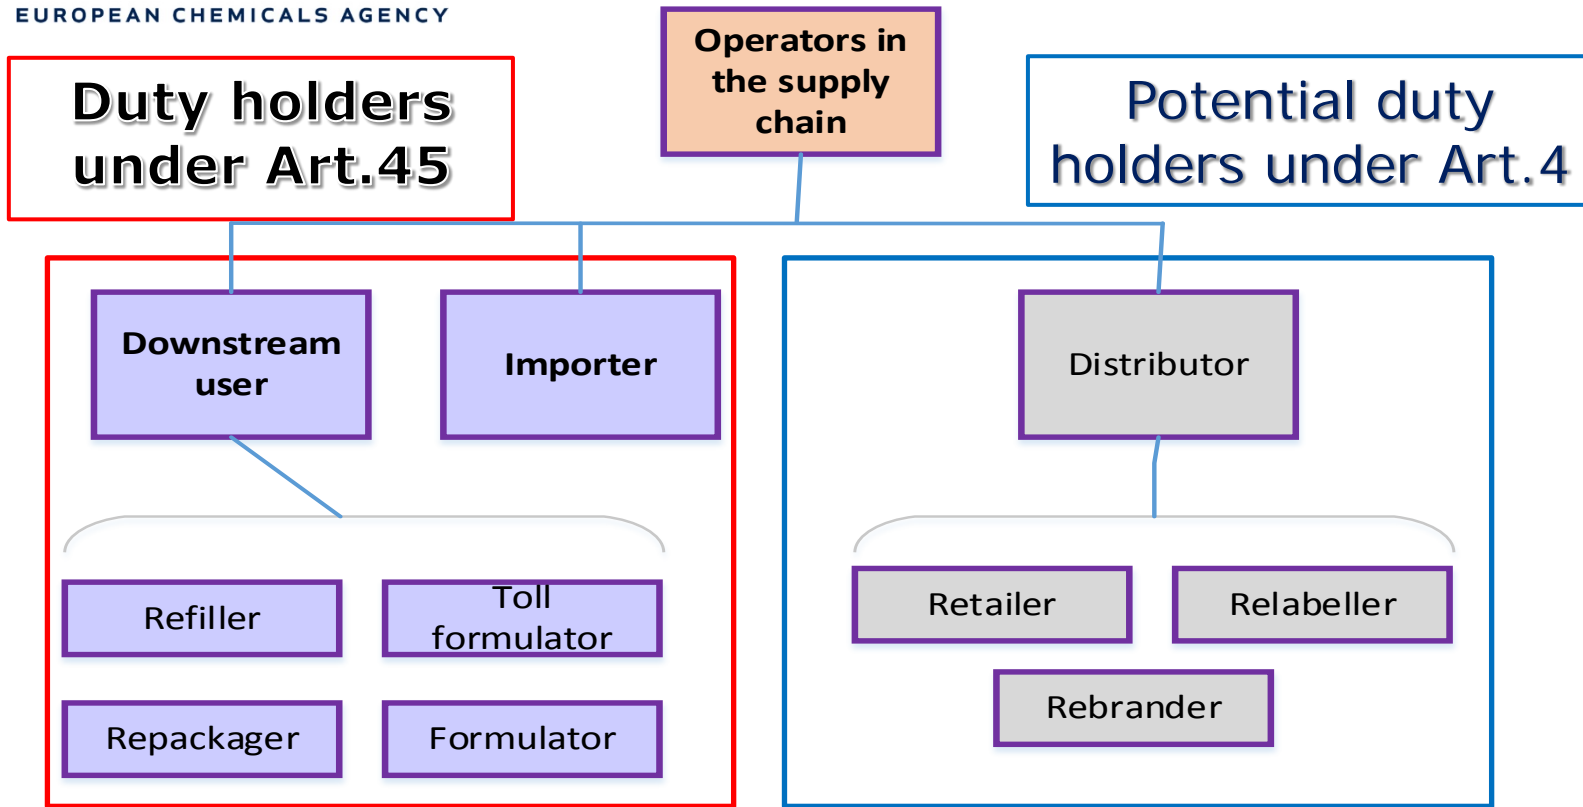 EUROPEAN CHEMICALS AGENCY
Operators in
the supply
chain
Duty holders
under Art.45
Potential duty
holders under Art.4
Downstream
user
Importer
Distributor
Refiller
Toll
formulator
Repackager
Formulator
Retailer
Relabeller
Rebrander